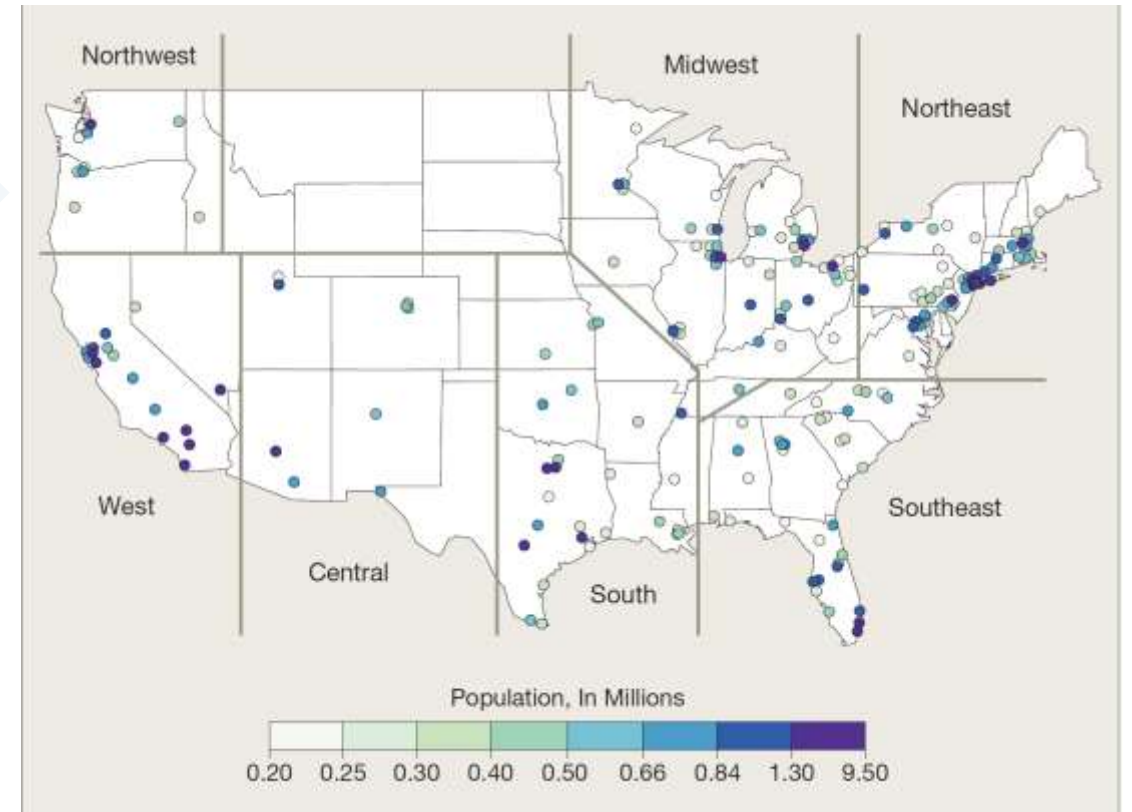 Northwest
Midwest
Northeast
West
Southeast
Central
South
Population, In Millions
0.20 0.25 0.30 0.40 0.50 0.66 0.84 1.30 9.50